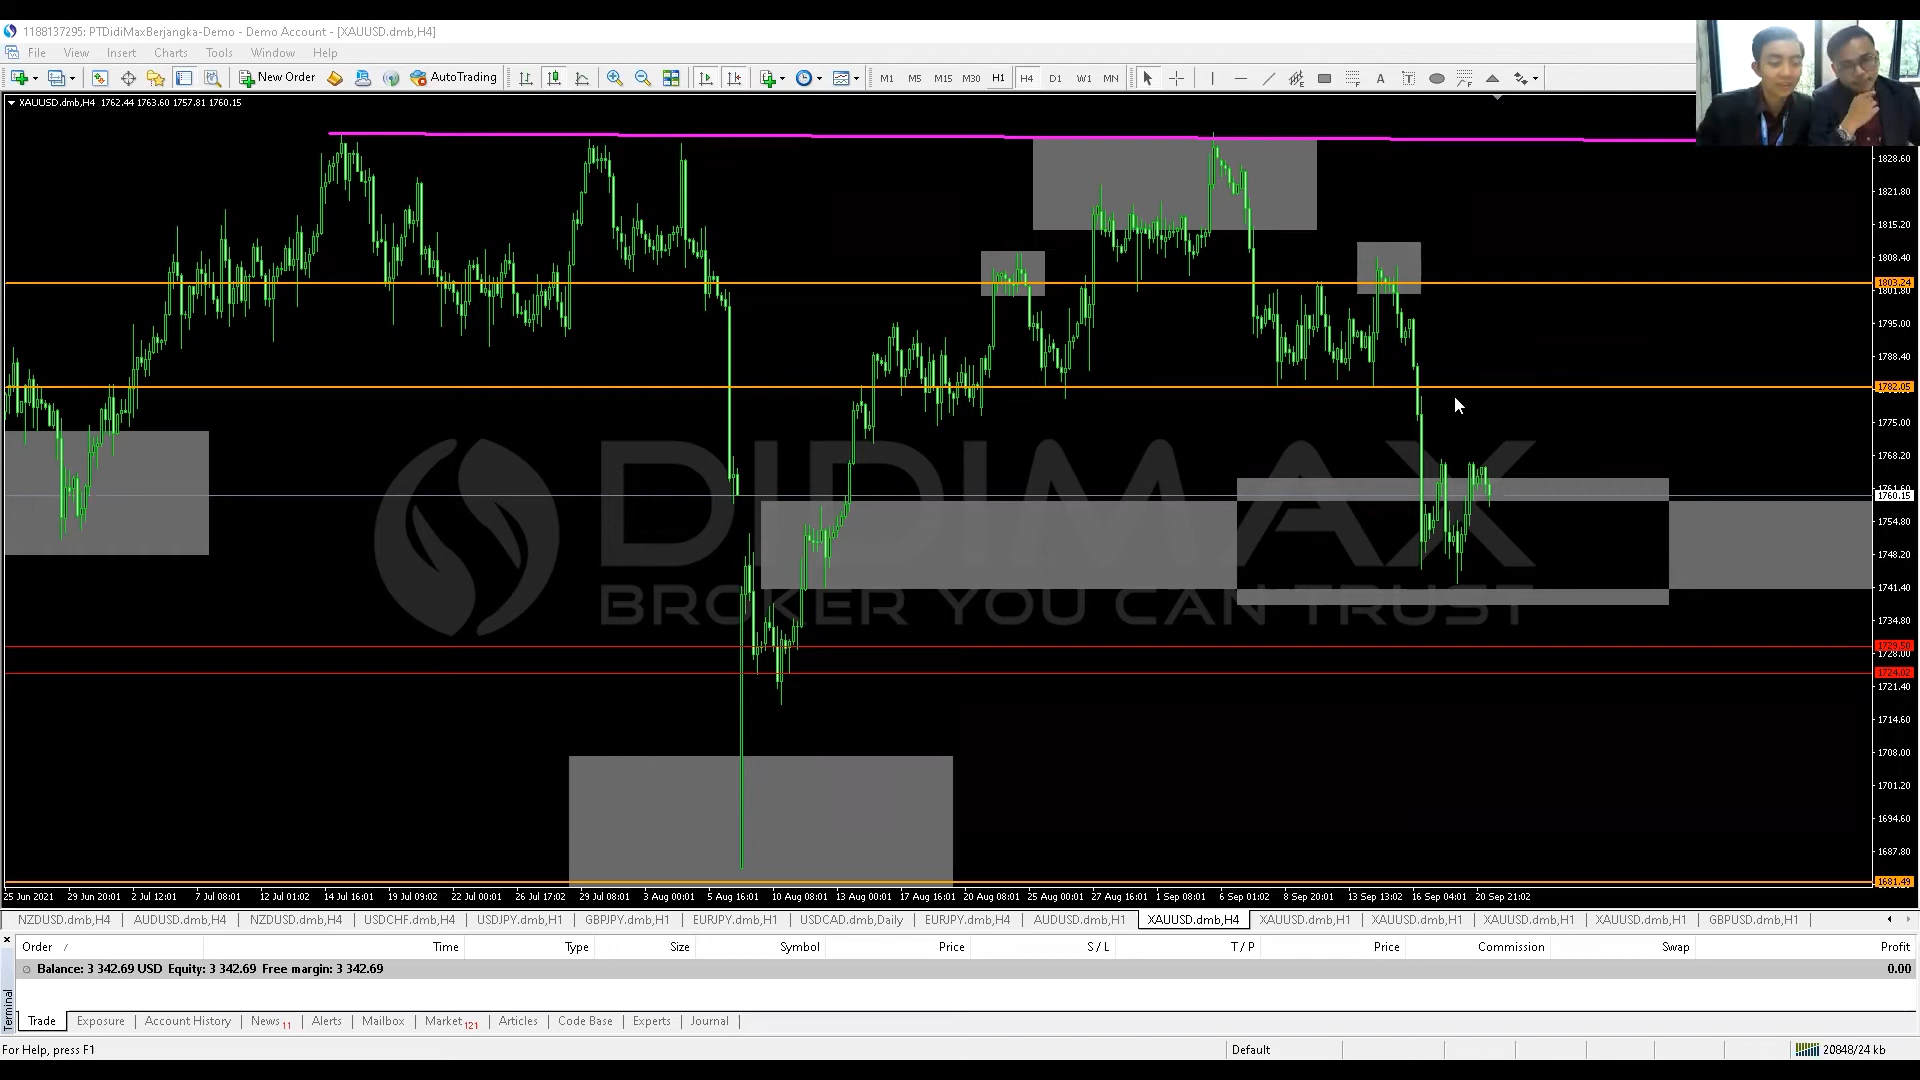 1188137295: PTDidiMaxBerjangka-Demo - Demo Account - [XAUUSD.dmb,H4]
File View Insert Charts Tools Window Help
New Order AutoTrading M1 M5 M15 M30 H1 H4 D1 W1 MN A T
XAUUSD.dmb,H4 1762.44 1763.60 1757.81 1760.15
1828.60
1821.80
1815.20
1808.40
1803.24
1801.80
1795.00
1788.40
1782.05
1775.00
1768.20
1761.60
1760.15
1754.80
1748.20
1741.40
1734.80
1728.00
1724.02
1721.40
1714.60
1708.00
1701.20
1694.60
1687.80
1681.49
DIDIMAX
BROKER YOU CAN TRUST
25 Jun 2021 29 Jun 20:01 2 Jul 12:01 7 Jul 08:01 12 Jul 01:02 14 Jul 16:01 19 Jul 09:02 22 Jul 00:01 26 Jul 17:02 29 Jul 08:01 3 Aug 00:01 5 Aug 16:01 10 Aug 08:01 13 Aug 00:01 17 Aug 16:01 20 Aug 08:01 25 Aug 00:01 27 Aug 16:01 1 Sep 08:01 6 Sep 01:02 8 Sep 20:01 13 Sep 13:02 16 Sep 04:01 20 Sep 21:02
NZDUSD.dmb,H4 AUDUSD.dmb,H4 NZDUSD.dmb,H4 USDCHF.dmb,H4 USDJPY.dmb,H1 GBPJPY.dmb,H1 EURJPY.dmb,H1 USDCAD.dmb,Daily EURJPY.dmb,H4 AUDUSD.dmb,H1 XAUUSD.dmb,H4 XAUUSD.dmb,H1 XAUUSD.dmb,H1 XAUUSD.dmb,H1 XAUUSD.dmb,H1 GBPUSD.dmb,H1
Order / Time Type Size Symbol Price S / L T / P Price Commission Swap Profit
Balance: 3 342.69 USD Equity: 3 342.69 Free margin: 3 342.69 0.00
Terminal
Trade Exposure Account History News 11 Alerts Mailbox Market 121 Articles Code Base Experts Journal
For Help, press F1 Default 20848/24 kb